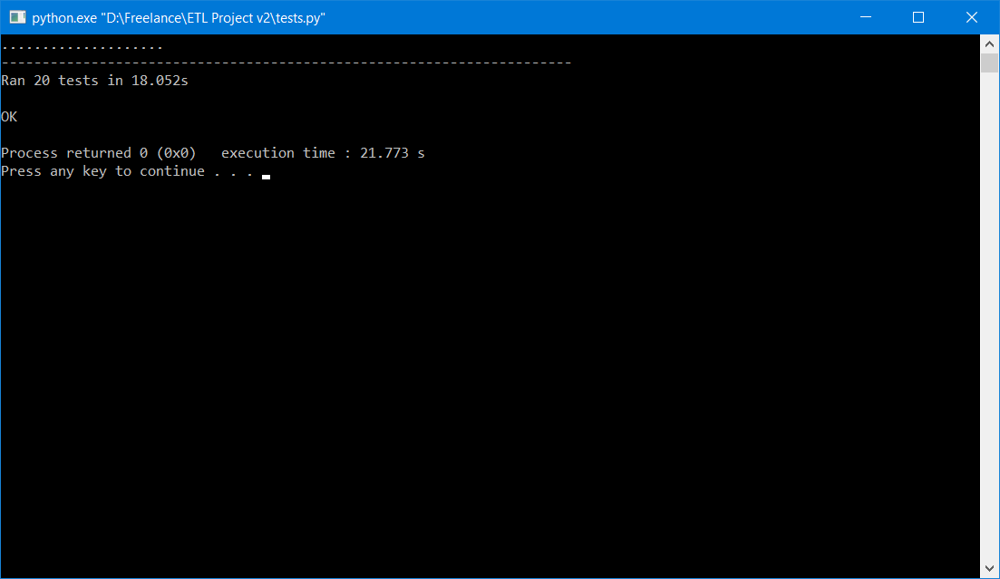 python.exe "D:\Freelance\ETL Project v2\tests.py"
....................
----------------------------------------------------------------------
Ran 20 tests in 18.052s
OK
Process returned 0 (0x0)   execution time : 21.773 s
Press any key to continue . . .